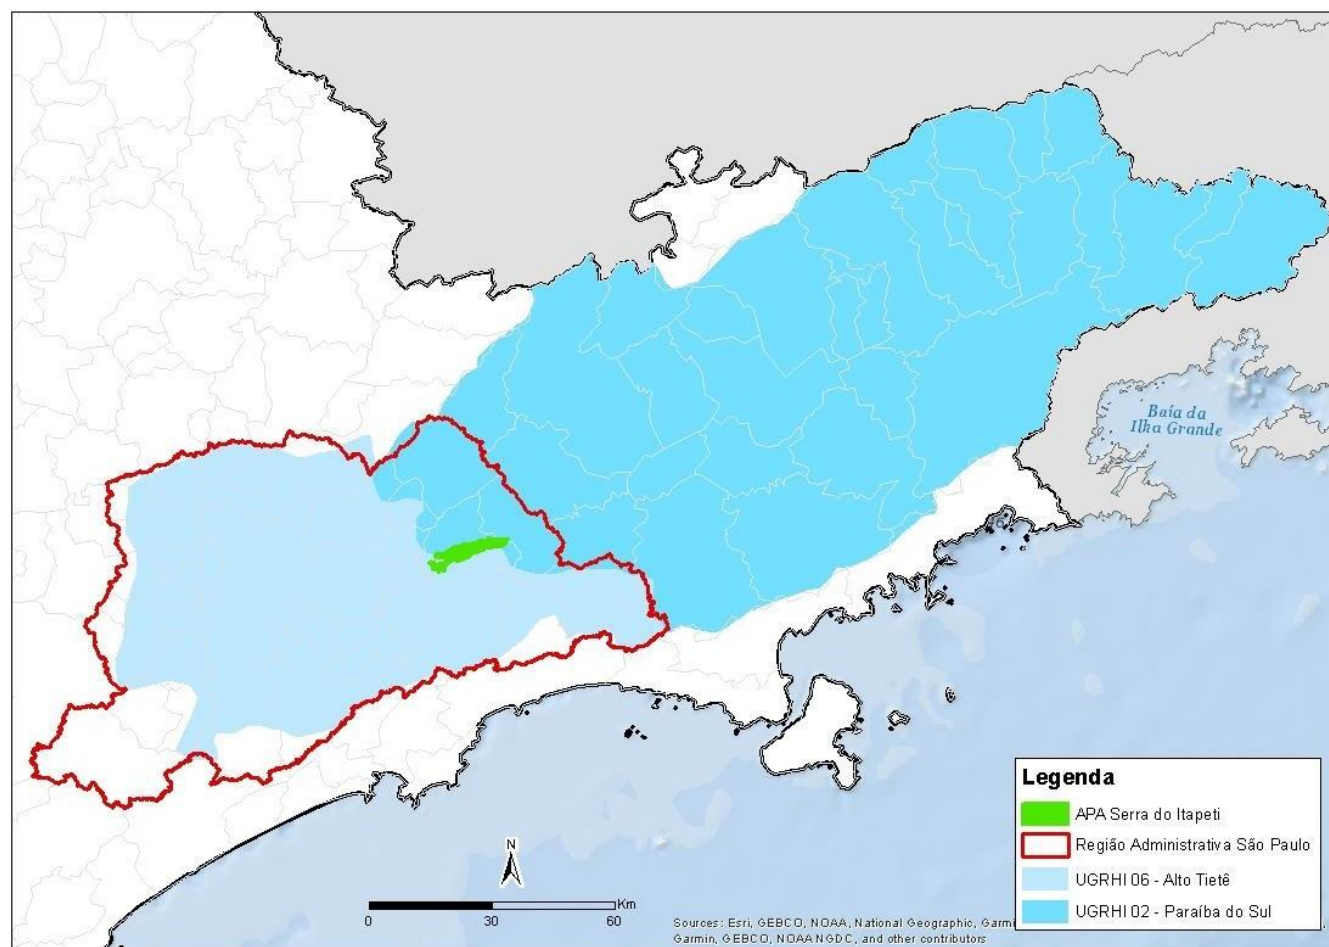 Baía da
Ilha Grande
Legenda
APA Serra do Itapeti
Região Administrativa São Paulo
UGRHI 06 - Alto Tietê
UGRHI 02 - Paraíba do Sul
N
Km
0 30 60
Sources: Esri, GEBCO, NOAA, National Geographic, Garmi
Garmin, GEBCO, NOAA NGDC, and other contributors